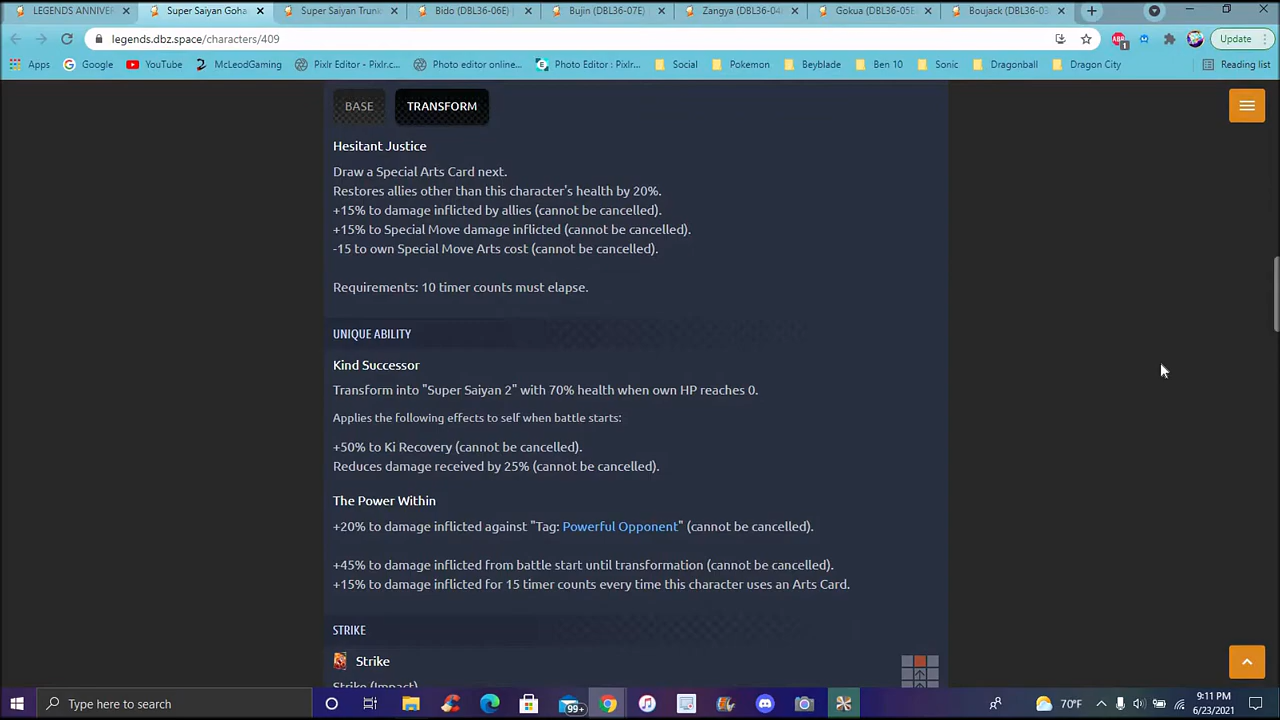 LEGENDS ANNIVER
Super Saiyan Goha
Super Saiyan Trunk
Bido (DBL36-06E)
Bujin (DBL36-07E)
Zangya (DBL36-04
Gokua (DBL36-05E
Boujack (DBL36-03
legends.dbz.space/characters/409
Update
Apps
Google
YouTube
McLeodGaming
Pixlr Editor - Pixlr.c...
Photo editor online...
Photo Editor : Pixlr...
Social
Pokemon
Beyblade
Ben 10
Sonic
Dragonball
Dragon City
Reading list
BASE
TRANSFORM
Hesitant Justice
Draw a Special Arts Card next.
Restores allies other than this character's health by 20%.
+15% to damage inflicted by allies (cannot be cancelled).
+15% to Special Move damage inflicted (cannot be cancelled).
-15 to own Special Move Arts cost (cannot be cancelled).
Requirements: 10 timer counts must elapse.
UNIQUE ABILITY
Kind Successor
Transform into "Super Saiyan 2" with 70% health when own HP reaches 0.
Applies the following effects to self when battle starts:
+50% to Ki Recovery (cannot be cancelled).
Reduces damage received by 25% (cannot be cancelled).
The Power Within
+20% to damage inflicted against "Tag: Powerful Opponent" (cannot be cancelled).
+45% to damage inflicted from battle start until transformation (cannot be cancelled).
+15% to damage inflicted for 15 timer counts every time this character uses an Arts Card.
STRIKE
Strike
Strike (Impact)
Type here to search
99+
70°F
9:11 PM
6/23/2021